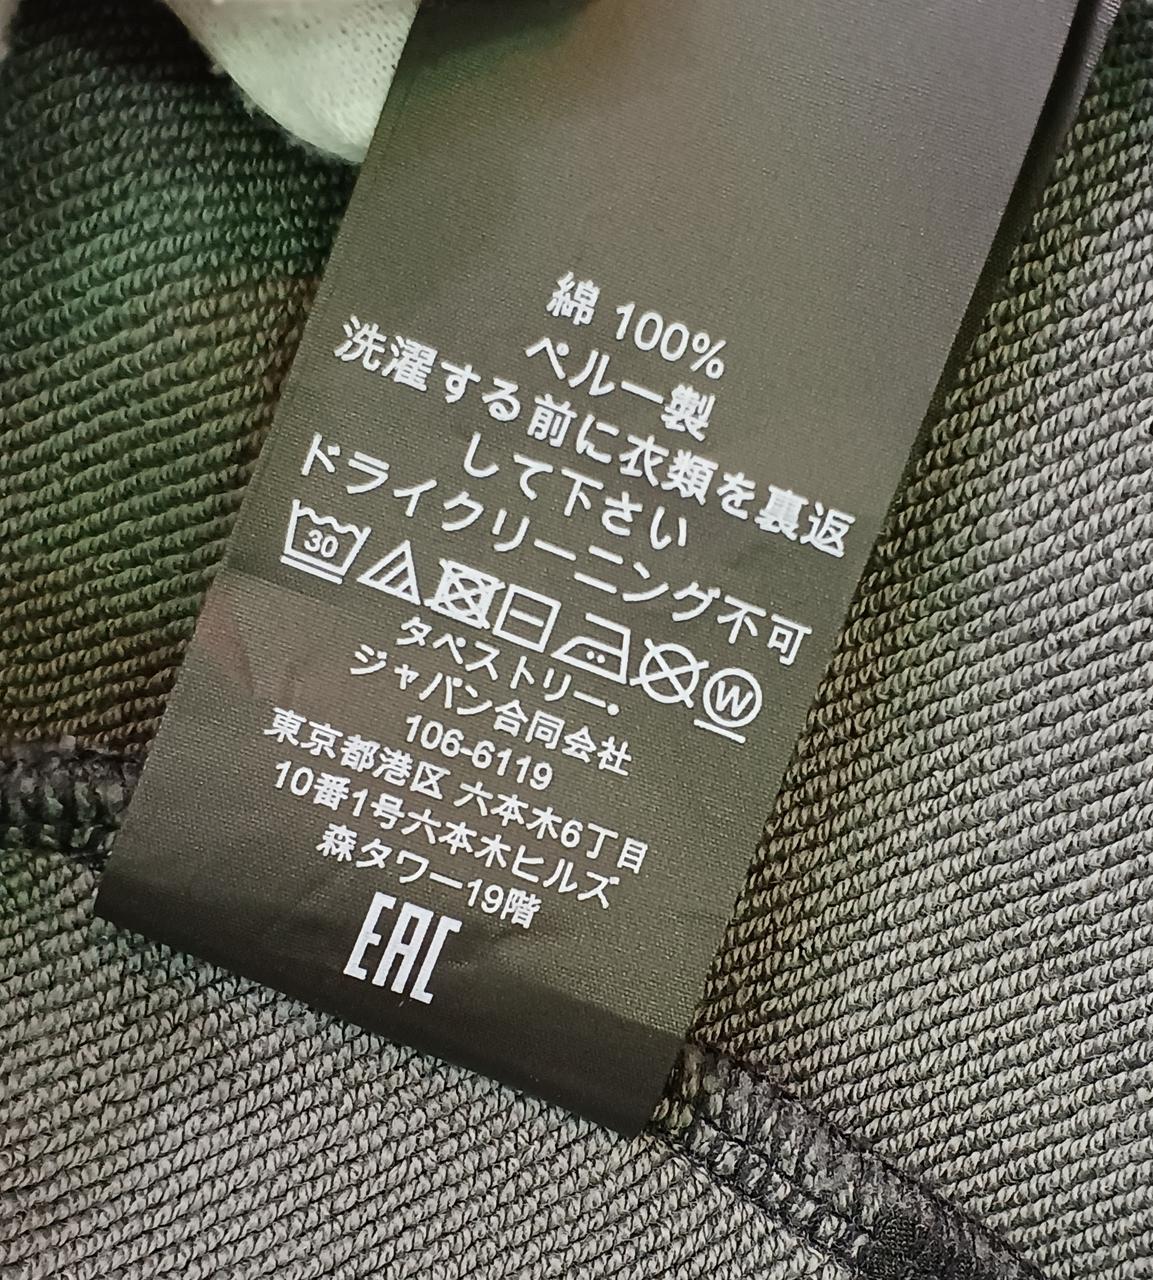 綿 100%
ペルー製
洗濯する前に衣類を裏返
して下さい
ドライクリーニング不可
30
W
タペストリー.
ジャパン合同会社
106-6119
東京都港区 六本木6丁目
10番1号六本木ヒルズ
森タワー19階
EAC